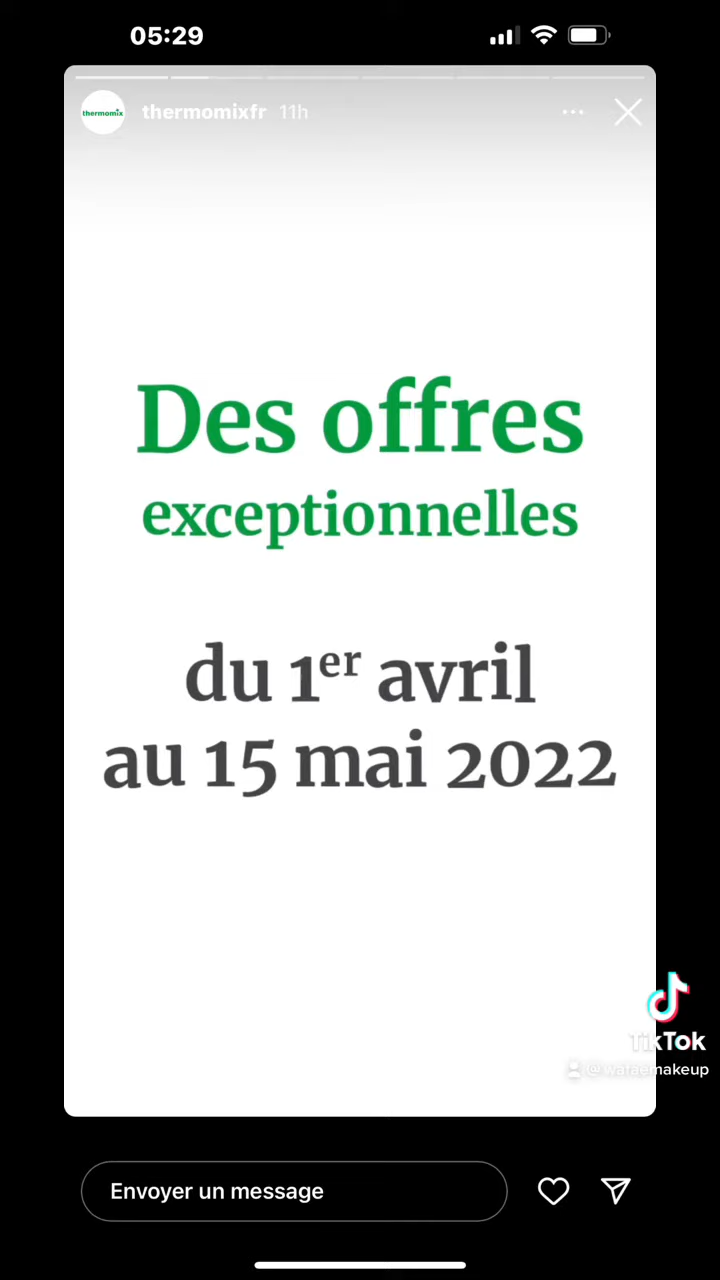 05:29
thermomix
thermomixfr 11h
Des offres
exceptionnelles
du 1er avril
au 15 mai 2022
TikTok
@wafaemakeup
Envoyer un message